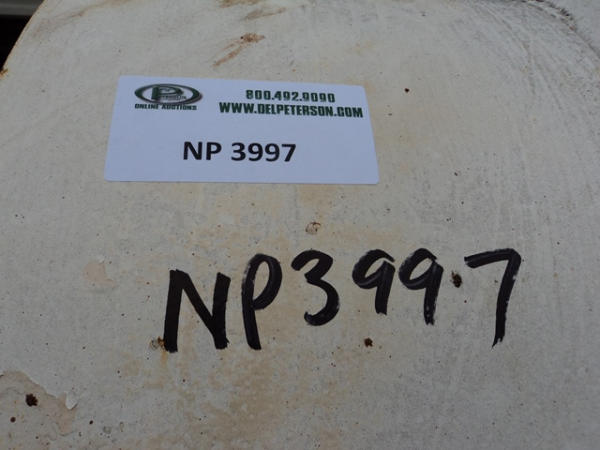 800.492.9090
WWW.DELPETERSON.COM
ONLINE AUCTIONS
NP 3997
NP3997